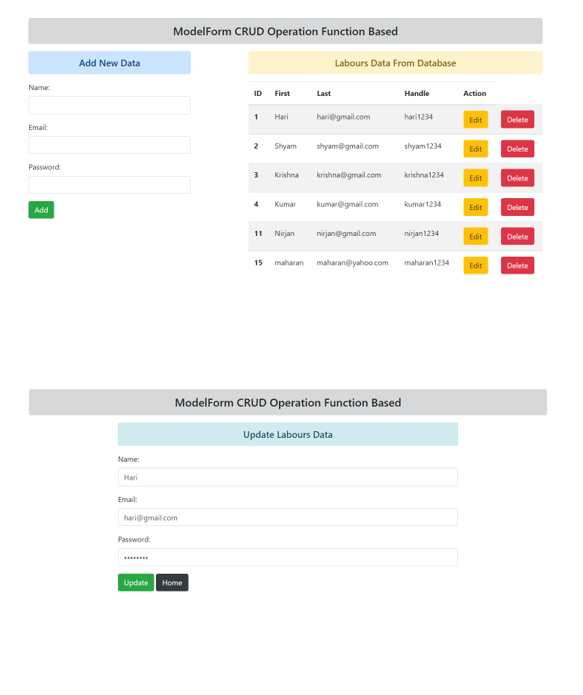 ModelForm CRUD Operation Function Based
Add New Data
Name:
Email:
Password:
Add
Labours Data From Database
ID First Last Handle Action
1 Hari hari@gmail.com hari1234 Edit Delete
2 Shyam shyam@gmail.com shyam1234 Edit Delete
3 Krishna krishna@gmail.com krishna1234 Edit Delete
4 Kumar kumar@gmail.com kumar1234 Edit Delete
11 Nirjan nirjan@gmail.com nirjan1234 Edit Delete
15 maharan maharan@yahoo.com maharan1234 Edit Delete
ModelForm CRUD Operation Function Based
Update Labours Data
Name:
Hari
Email:
hari@gmail.com
Password:
••••••••
Update Home